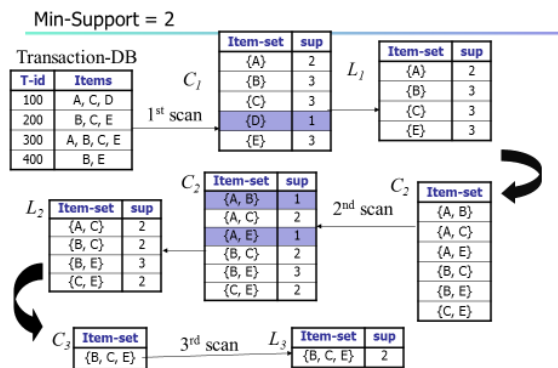 Min-Support = 2
Transaction-DB
T-id Items
100 A, C, D
200 B, C, E
300 A, B, C, E
400 B, E
1st scan
C1
Item-set sup
{A} 2
{B} 3
{C} 3
{D} 1
{E} 3
L1
Item-set sup
{A} 2
{B} 3
{C} 3
{E} 3
C2
Item-set
{A, B}
{A, C}
{A, E}
{B, C}
{B, E}
{C, E}
2nd scan
C2
Item-set sup
{A, B} 1
{A, C} 2
{A, E} 1
{B, C} 2
{B, E} 3
{C, E} 2
L2
Item-set sup
{A, C} 2
{B, C} 2
{B, E} 3
{C, E} 2
C3
Item-set
{B, C, E}
3rd scan
L3
Item-set sup
{B, C, E} 2